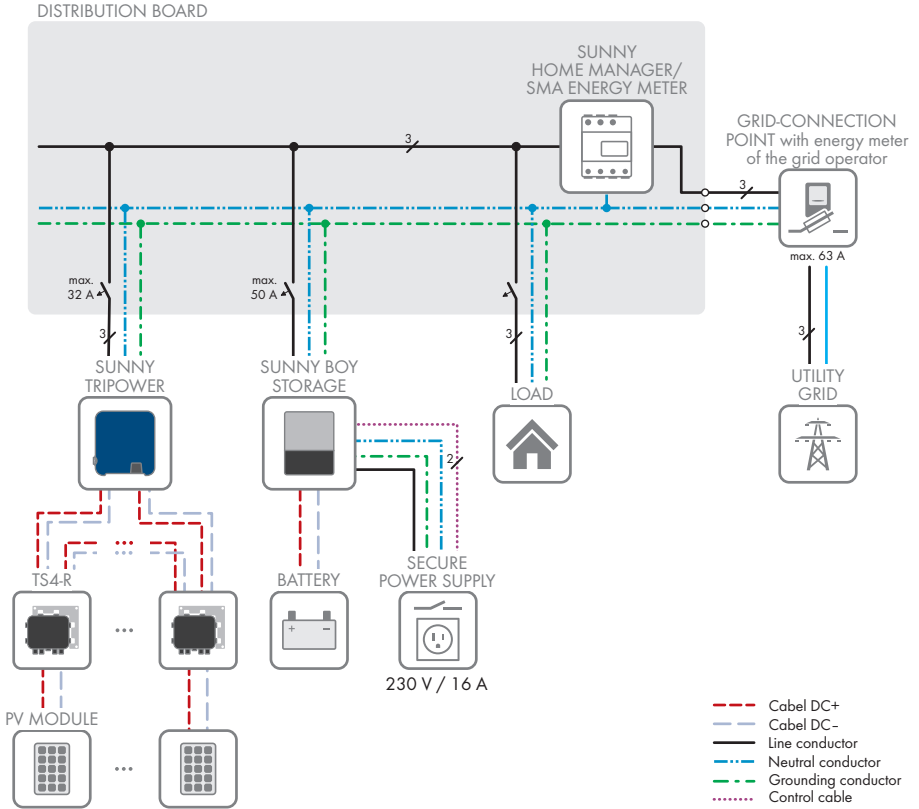 DISTRIBUTION BOARD
SUNNY
HOME MANAGER/
SMA ENERGY METER
GRID-CONNECTION
POINT with energy meter
of the grid operator
3
3
max.
32 A
max.
50 A
max. 63 A
3
3
3
SUNNY
TRIPOWER
SUNNY BOY
STORAGE
LOAD
UTILITY
GRID
2
TS4-R
BATTERY
SECURE
POWER SUPPLY
+ −
230 V / 16 A
PV MODULE
Cabel DC+
Cabel DC−
Line conductor
Neutral conductor
Grounding conductor
Control cable